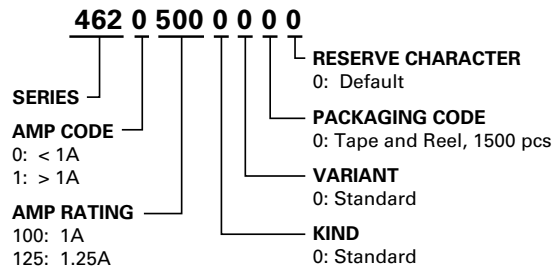 462 0 500 0 0 0 0
RESERVE CHARACTER
0: Default
SERIES
PACKAGING CODE
0: Tape and Reel, 1500 pcs
AMP CODE
0: < 1A
1: > 1A
VARIANT
0: Standard
AMP RATING
100: 1A
125: 1.25A
KIND
0: Standard